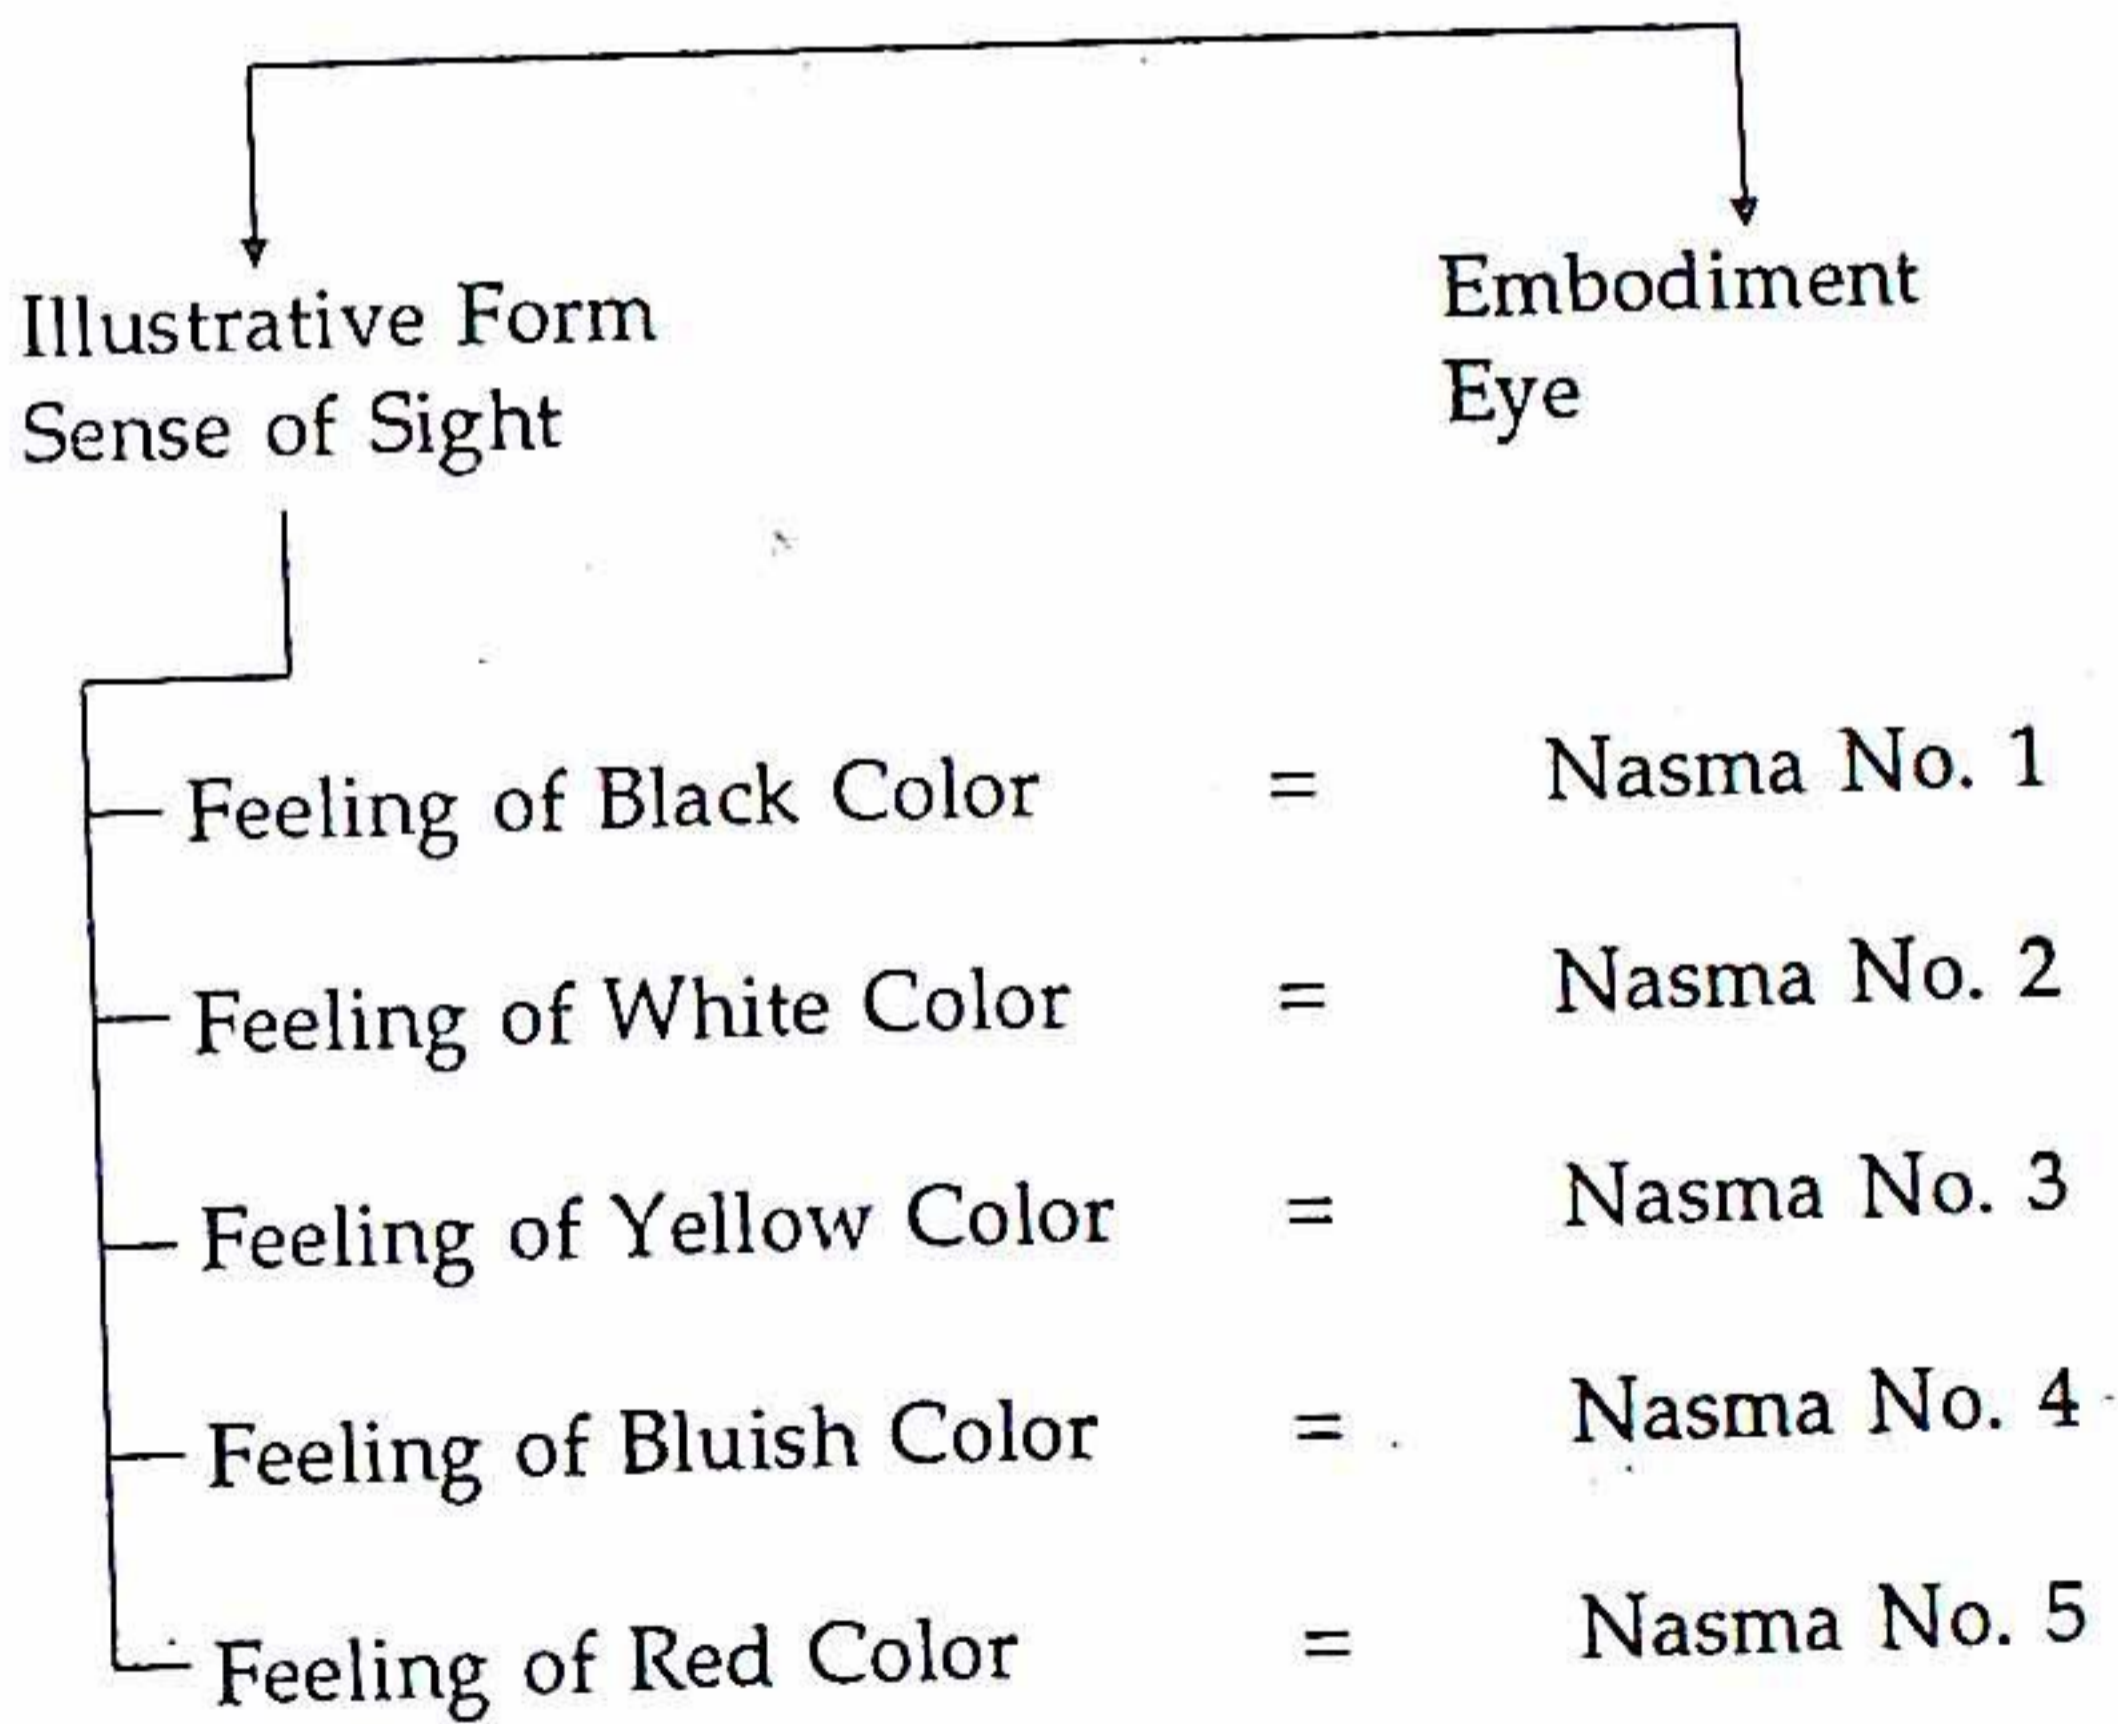 Illustrative Form
Sense of Sight
Embodiment
Eye
Feeling of Black Color = Nasma No. 1
Feeling of White Color = Nasma No. 2
Feeling of Yellow Color = Nasma No. 3
Feeling of Bluish Color = Nasma No. 4
Feeling of Red Color = Nasma No. 5